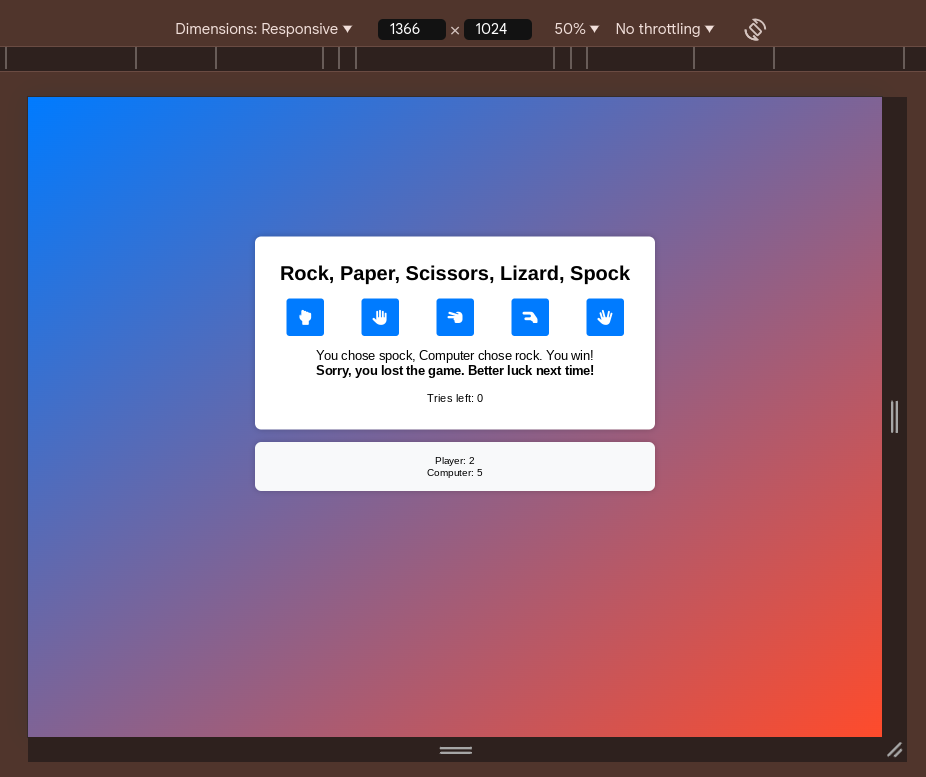 Dimensions: Responsive ▼ 1366 × 1024 50% ▼ No throttling ▼
Rock, Paper, Scissors, Lizard, Spock
You chose spock, Computer chose rock. You win!
Sorry, you lost the game. Better luck next time!
Tries left: 0
Player: 2
Computer: 5